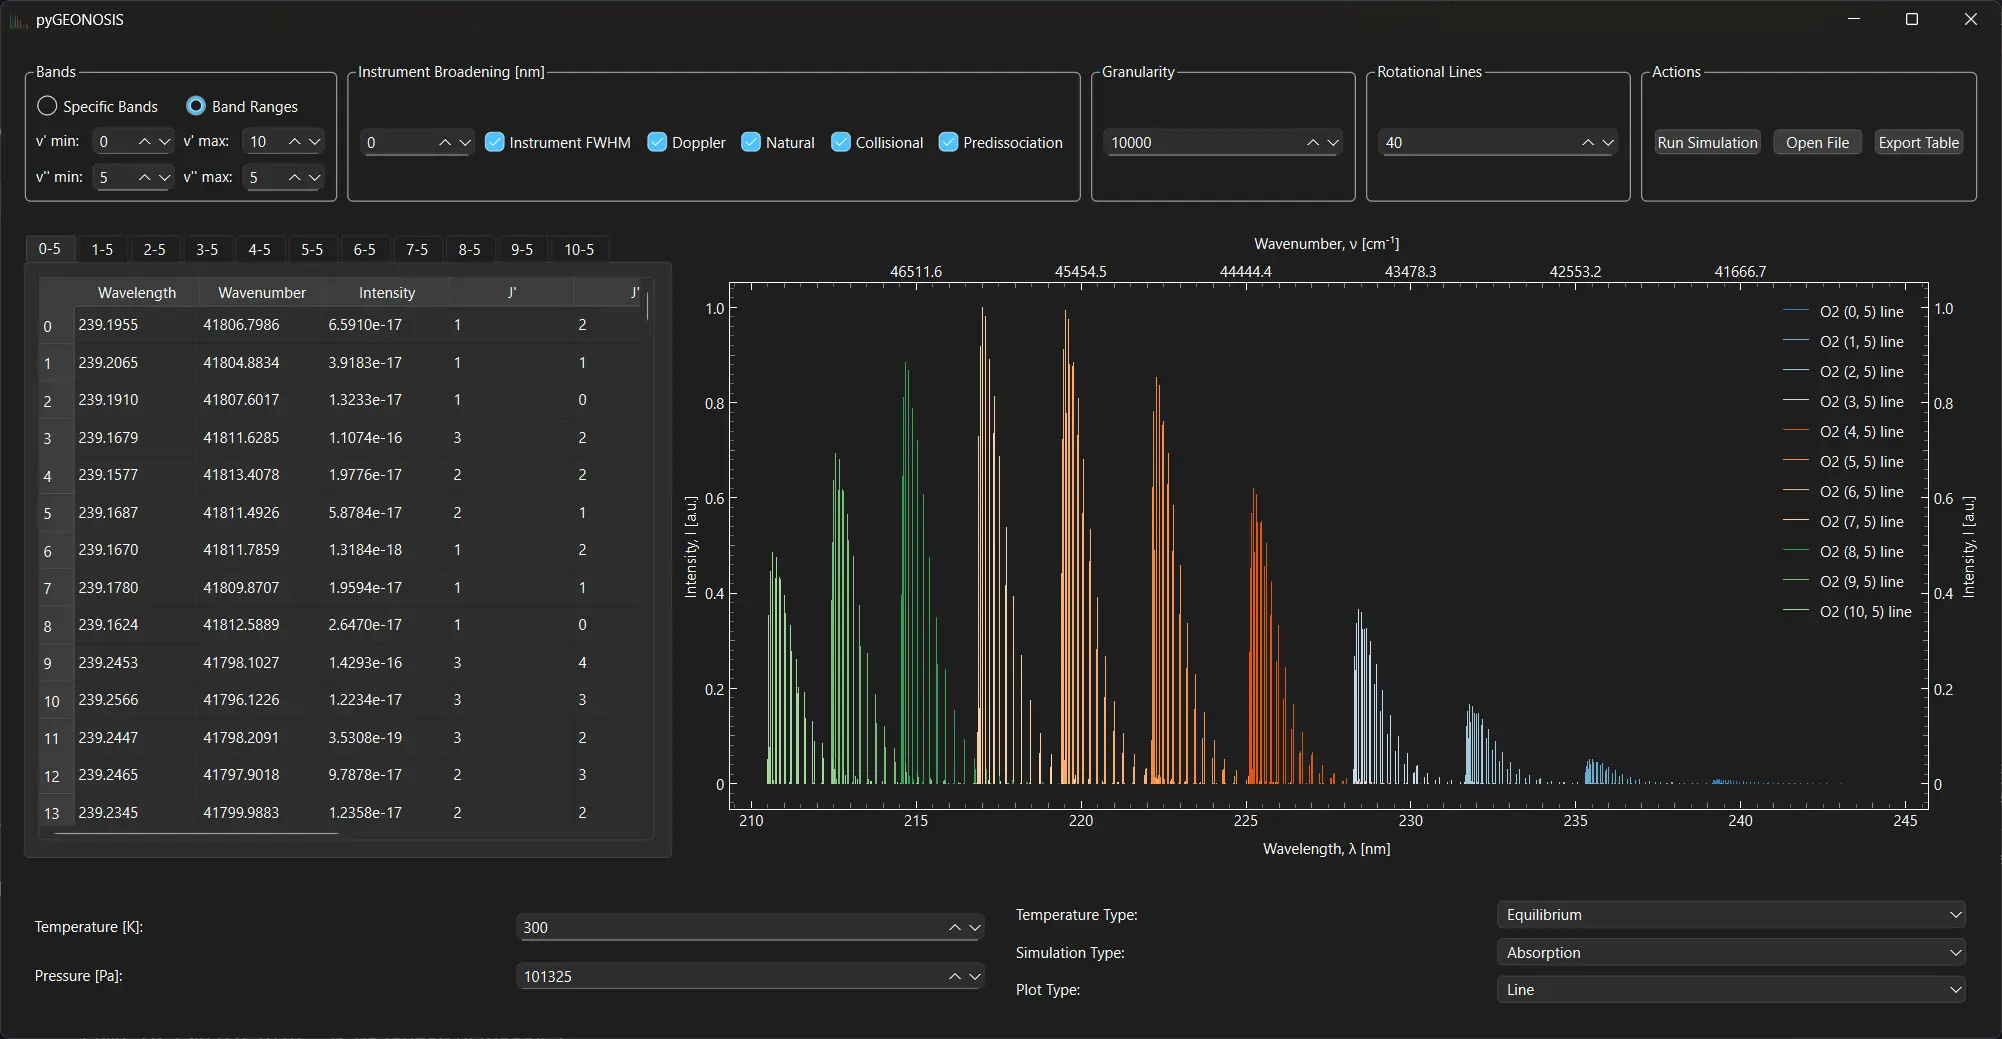 pyGEONOSIS
Bands
Instrument Broadening [nm]
Granularity
Rotational Lines
Actions
Specific Bands Band Ranges
v' min: 0 v' max: 10
v'' min: 5 v'' max: 5
0 Instrument FWHM Doppler Natural Collisional Predissociation
10000
40
Run Simulation Open File Export Table
0-5 1-5 2-5 3-5 4-5 5-5 6-5 7-5 8-5 9-5 10-5
Wavelength Wavenumber Intensity J' J'
0 239.1955 41806.7986 6.5910e-17 1 2
1 239.2065 41804.8834 3.9183e-17 1 1
2 239.1910 41807.6017 1.3233e-17 1 0
3 239.1679 41811.6285 1.1074e-16 3 2
4 239.1577 41813.4078 1.9776e-17 2 2
5 239.1687 41811.4926 5.8784e-17 2 1
6 239.1670 41811.7859 1.3184e-18 1 2
7 239.1780 41809.8707 1.9594e-17 1 1
8 239.1624 41812.5889 2.6470e-17 1 0
9 239.2453 41798.1027 1.4293e-16 3 4
10 239.2566 41796.1226 1.2234e-17 3 3
11 239.2447 41798.2091 3.5308e-19 3 2
12 239.2465 41797.9018 9.7878e-17 2 3
13 239.2345 41799.9883 1.2358e-17 2 2
Wavenumber, ν [cm⁻¹]
46511.6 45454.5 44444.4 43478.3 42553.2 41666.7
1.0
0.8
0.6
0.4
0.2
0
Intensity, I [a.u.]
O2 (0, 5) line
O2 (1, 5) line
O2 (2, 5) line
O2 (3, 5) line
O2 (4, 5) line
O2 (5, 5) line
O2 (6, 5) line
O2 (7, 5) line
O2 (8, 5) line
O2 (9, 5) line
O2 (10, 5) line
1.0
0.8
0.6
0.4
0.2
0
Intensity, I [a.u.]
210 215 220 225 230 235 240 245
Wavelength, λ [nm]
Temperature [K]: 300
Pressure [Pa]: 101325
Temperature Type: Equilibrium
Simulation Type: Absorption
Plot Type: Line